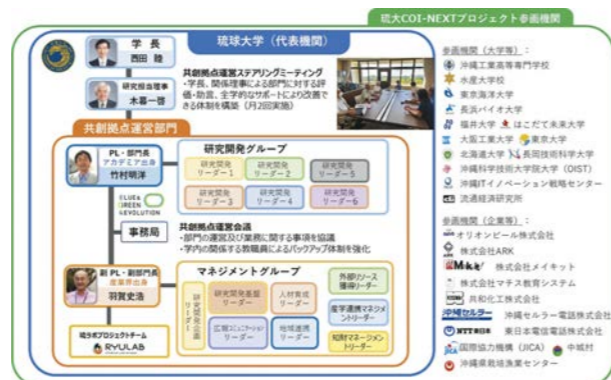 琉大COI-NEXTプロジェクト参画機関
琉球大学(代表機関)
学 長
西田 睦
研究担当理事
木暮一啓
共創拠点運営ステアリングミーティング
・学長、関係理事による部門に対する評
価・助言、全学的なサポートにより改善でき
る体制を構築(月2回実施)
共創拠点運営部門
PL・部門長
アカデミア出身
竹村明洋
BLUE&
GREEN
REVOLUTION
事務局
副PL・副部門長
産業界出身
羽賀史浩
琉ラボプロジェクトチーム
RYULAB
研究開発グループ
研究開発
リーダー1
研究開発
リーダー2
研究開発
リーダー5
研究開発
リーダー3
研究開発
リーダー4
研究開発
リーダー6
共創拠点運営会議
・部門の運営及び業務に関する事項を協議
・学内の関係する教職員によるバックアップ体制を強化
マネジメントグループ
研究開発企画
リーダー
研究開発基盤
リーダー
人材育成
リーダー
広報コミュニケーション
リーダー
地域連携
リーダー
外部リソース
獲得リーダー
産学連携マネジメ
ントリーダー
知財マネージメン
トリーダー
参画機関(大学等)
沖縄工業高等専門学校
水産大学校
東京海洋大学
長浜バイオ大学
福井大学 はこだて未来大学
大阪工業大学 東京大学
北海道大学 長岡技術科学大学
沖縄科学技術大学院大学(OIST)
沖縄ITイノベーション戦略センター
流通経済研究所
参画機関(企業等)
オリオンビール株式会社
株式会社ARK
株式会社メイキット
株式会社マチス教育システム
共和化工株式会社
沖縄セルラー 沖縄セルラー電話株式会社
NTT東日本 東日本電信電話株式会社
国際協力機構(JICA) 中城村
沖縄県栽培漁業センター